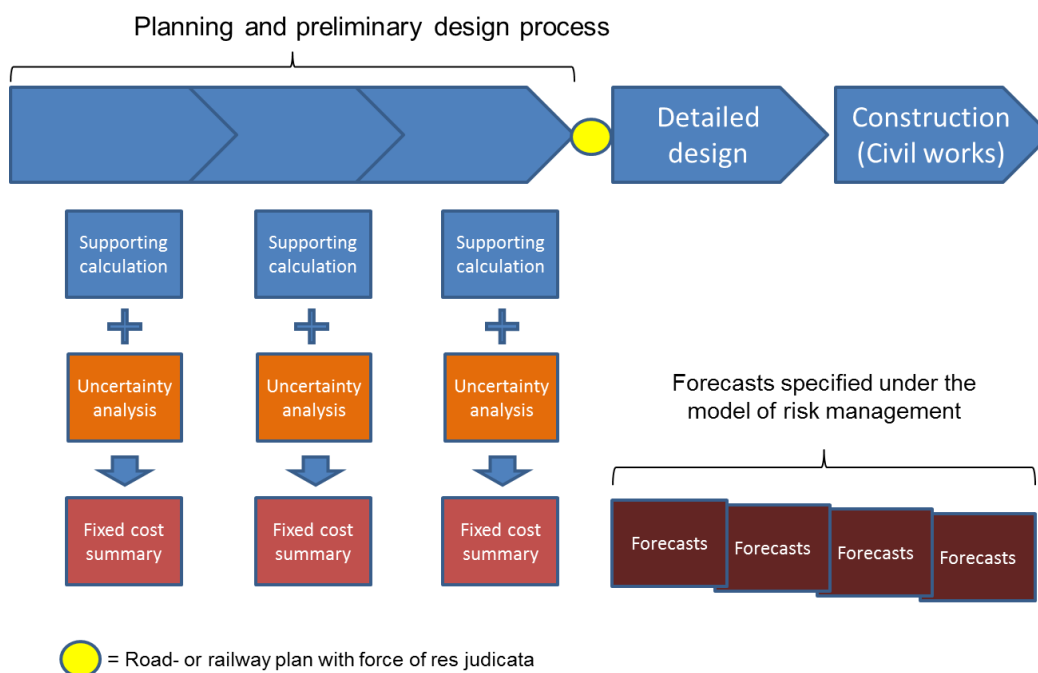 Planning and preliminary design process
Detailed
design
Construction
(Civil works)
Supporting
calculation
Supporting
calculation
Supporting
calculation
Uncertainty
analysis
Uncertainty
analysis
Uncertainty
analysis
Forecasts specified under the
model of risk management
Fixed cost
summary
Fixed cost
summary
Fixed cost
summary
Forecasts
Forecasts
Forecasts
Forecasts
= Road- or railway plan with force of res judicata